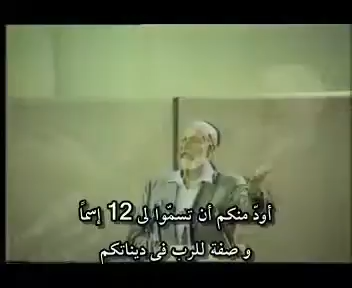 أودّ منكم أن تسمّوا لى 12 إسماً
و صفة للرب فى ديناتكم